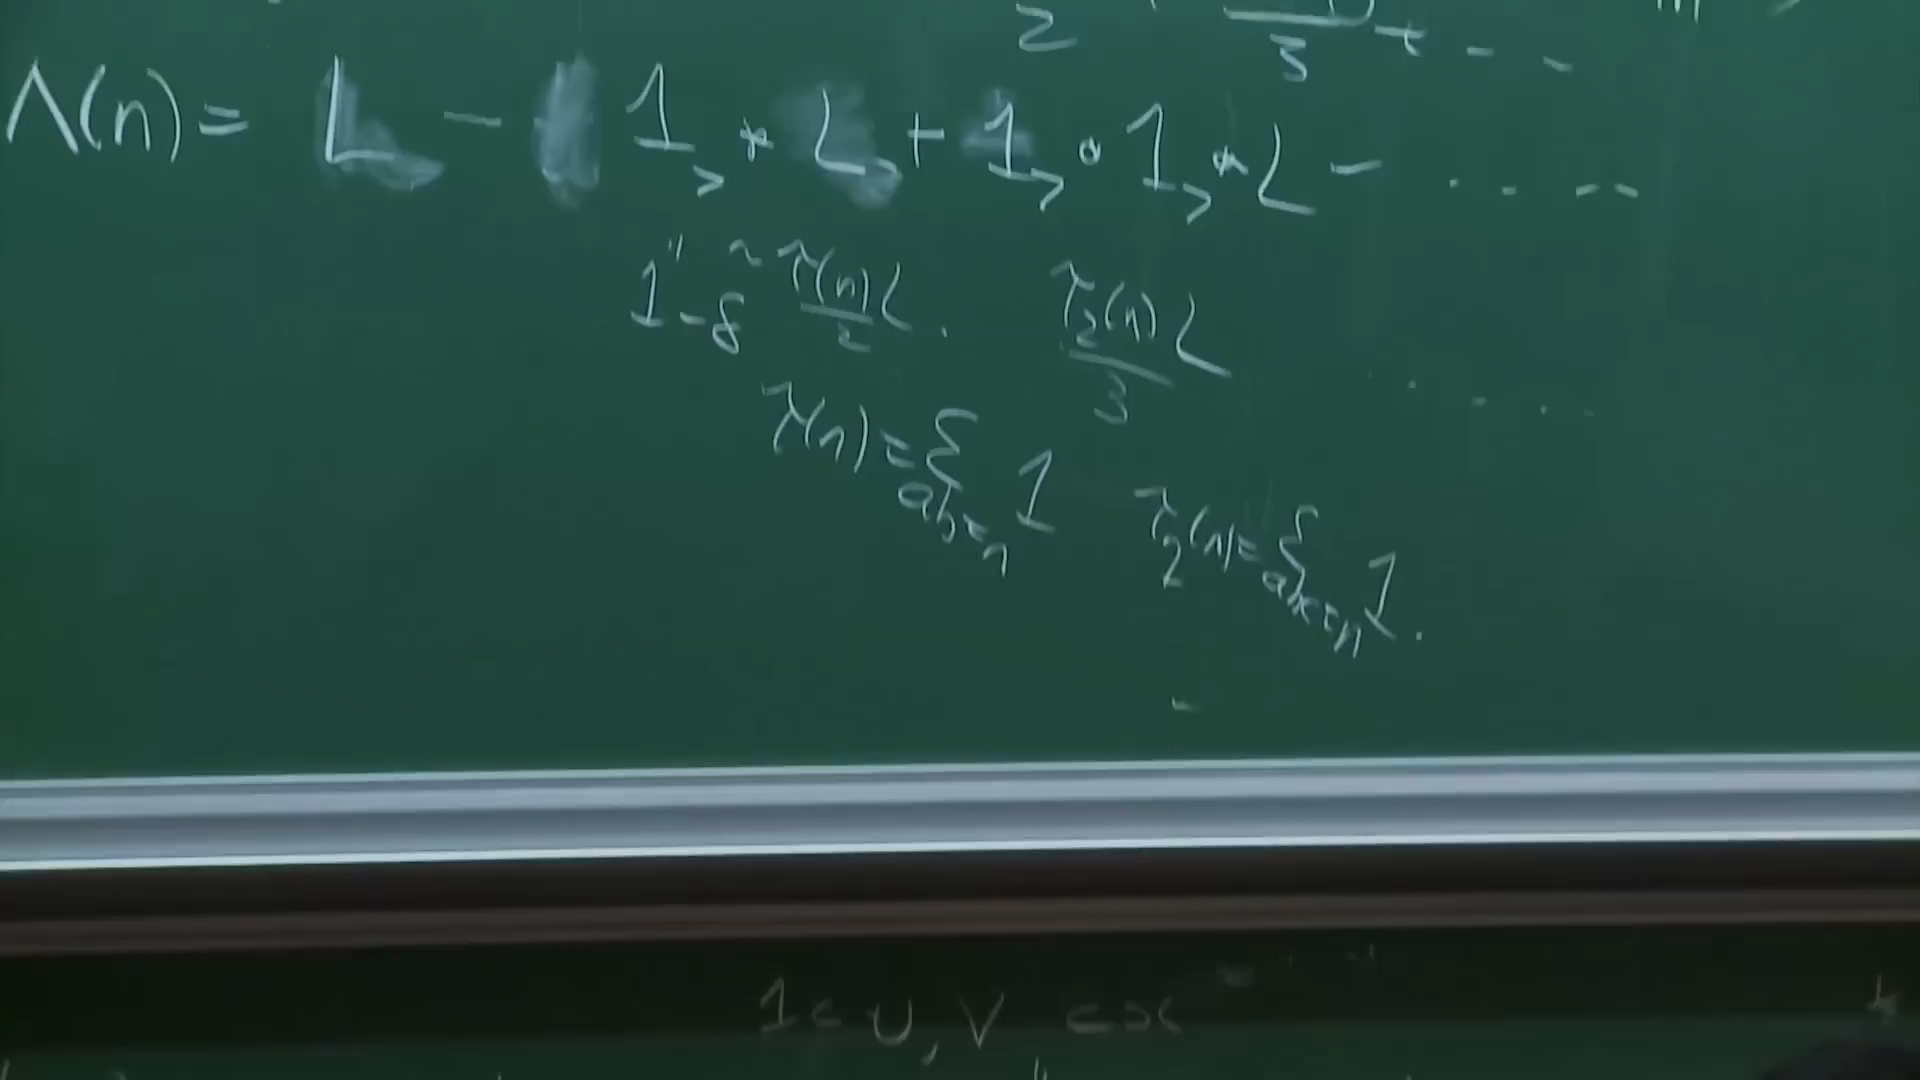 Λ(n) = L - 1_> * L + 1_> * 1_> * L - ....
1 - δ ~ τ(n)/2 L. τ_2(n)/3 L ....
τ(n) = Σ_{ab=n} 1
τ_2(n) = Σ_{abc=n} 1.
1 < U, V < x